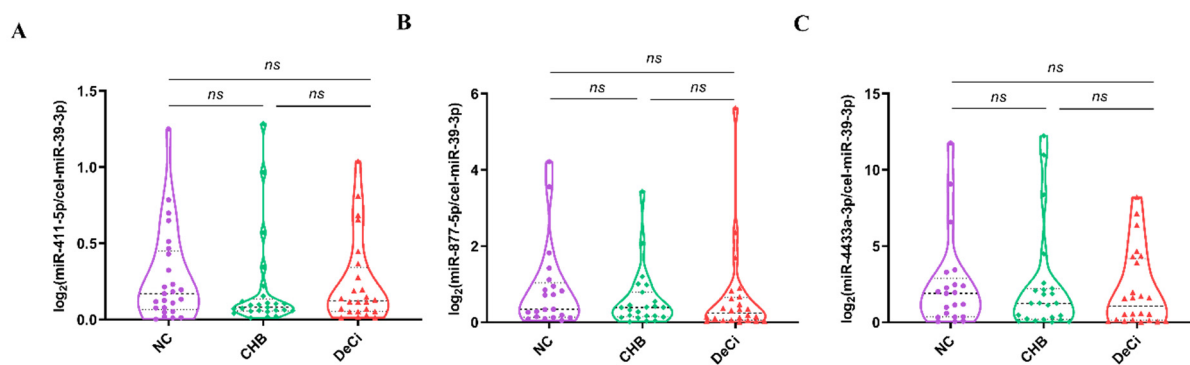 A
ns
ns
ns
log2(miR-411-5p/cel-miR-39-3p)
1.5
1.0
0.5
0.0
NC
CHB
DeCi
B
ns
ns
ns
log2(miR-877-5p/cel-miR-39-3p)
6
4
2
0
NC
CHB
DeCi
C
ns
ns
ns
log2(miR-4433a-3p/cel-miR-39-3p)
15
10
5
0
NC
CHB
DeCi